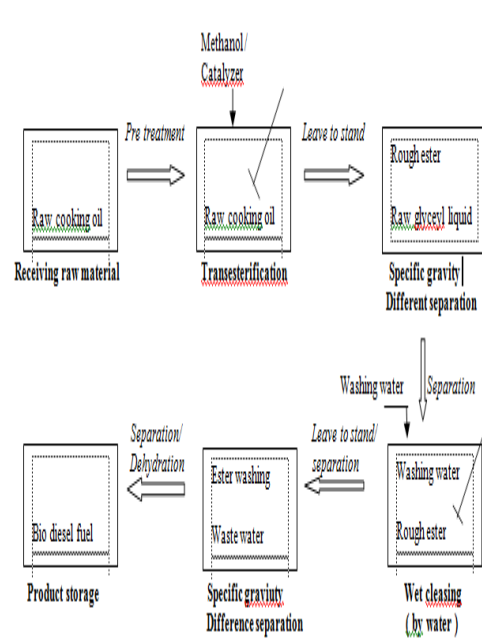 Methanol/
Catalyzer
Pre treatment
Leave to stand
Raw cooking oil
Raw cooking oil
Rough ester
Raw glyceyl liquid
Receiving raw material
Transesterification
Specific gravity
Different separation
Washing water
Separation
Separation/
Dehydration
Leave to stand/
separation
Bio diesel fuel
Ester washing
Waste water
Washing water
Rough ester
Product storage
Specific graviuty
Difference separation
Wet cleasing
( by water )